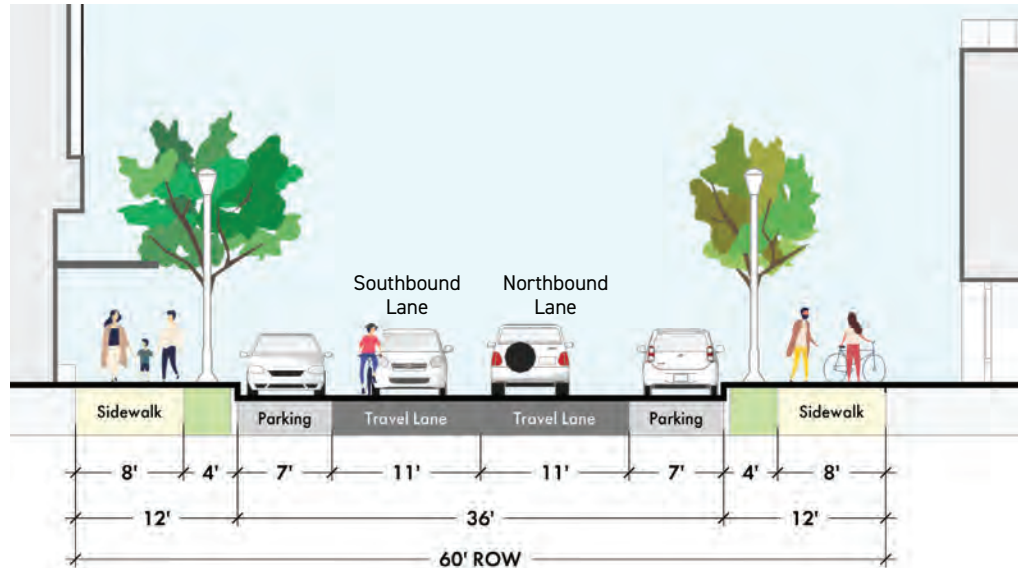 Southbound
Lane
Northbound
Lane
Sidewalk
Parking
Travel Lane
Travel Lane
Parking
Sidewalk
8' 4' 7' 11' 11' 7' 4' 8'
12' 36' 12'
60' ROW